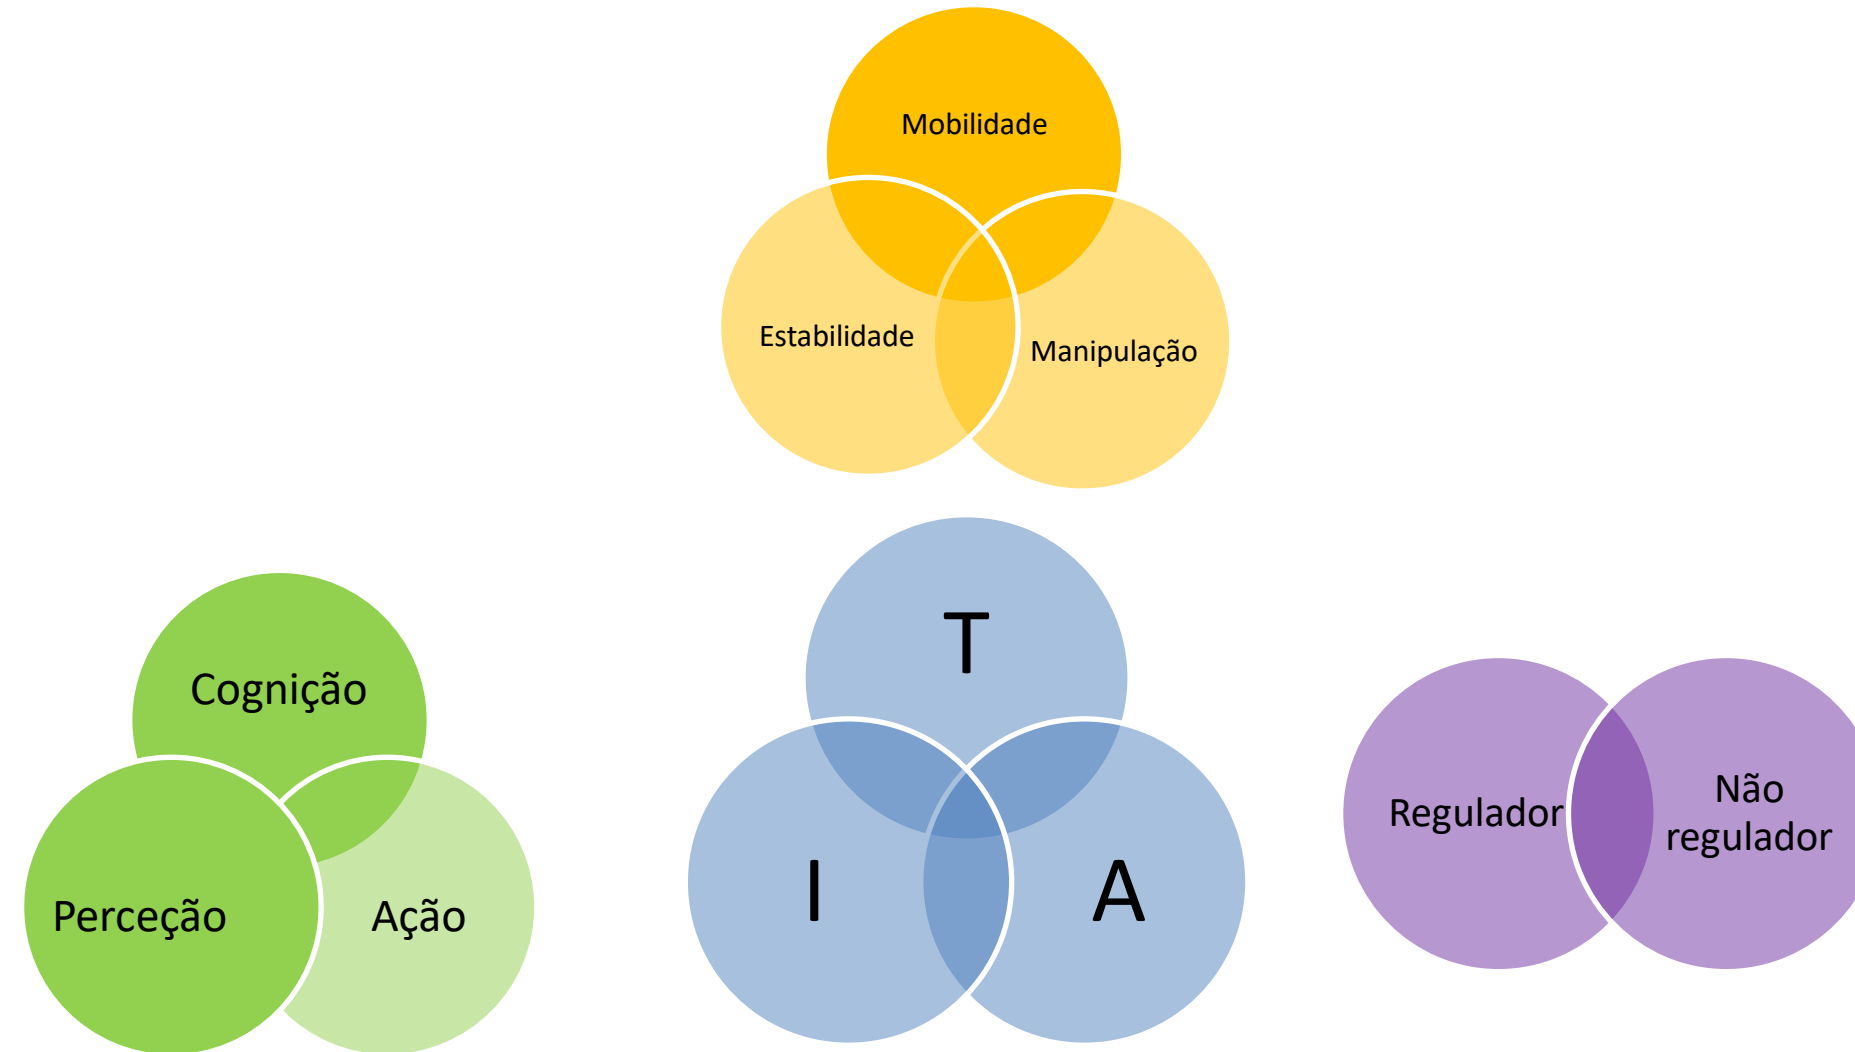 Mobilidade
Estabilidade
Manipulação
T
I
A
Cognição
Perceção
Ação
Regulador
Não
regulador